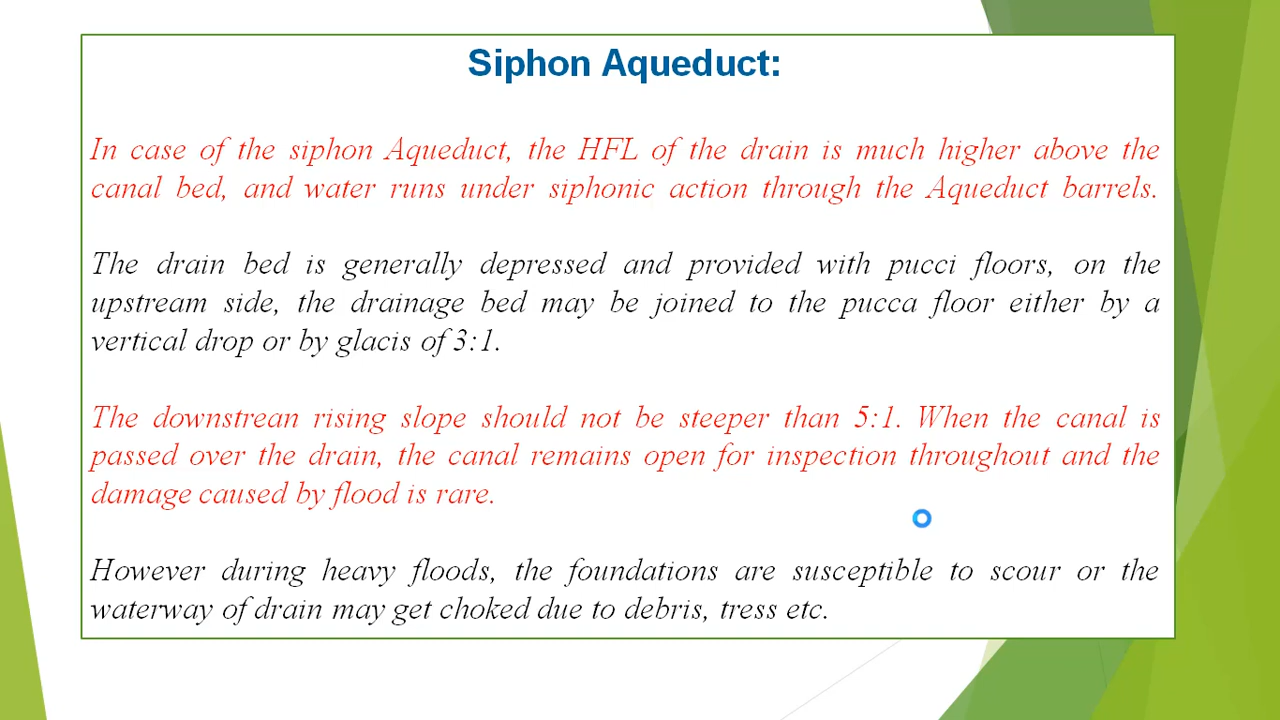 Siphon Aqueduct:
In case of the siphon Aqueduct, the HFL of the drain is much higher above the
canal bed, and water runs under siphonic action through the Aqueduct barrels.
The drain bed is generally depressed and provided with pucci floors, on the
upstream side, the drainage bed may be joined to the pucca floor either by a
vertical drop or by glacis of 3:1.
The downstrean rising slope should not be steeper than 5:1. When the canal is
passed over the drain, the canal remains open for inspection throughout and the
damage caused by flood is rare.
However during heavy floods, the foundations are susceptible to scour or the
waterway of drain may get choked due to debris, tress etc.